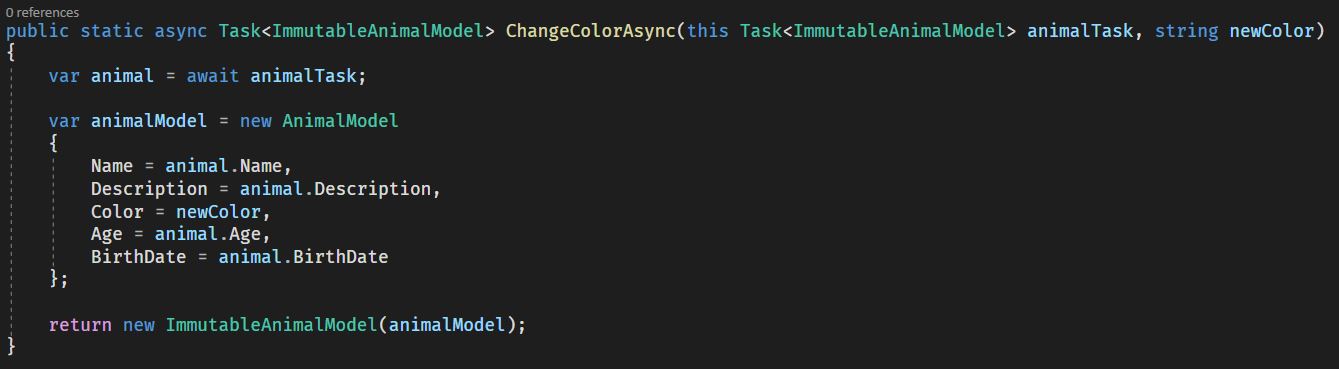 0 references
public static async Task<ImmutableAnimalModel> ChangeColorAsync(this Task<ImmutableAnimalModel> animalTask, string newColor)
{
    var animal = await animalTask;

    var animalModel = new AnimalModel
    {
        Name = animal.Name,
        Description = animal.Description,
        Color = newColor,
        Age = animal.Age,
        BirthDate = animal.BirthDate
    };

    return new ImmutableAnimalModel(animalModel);
}